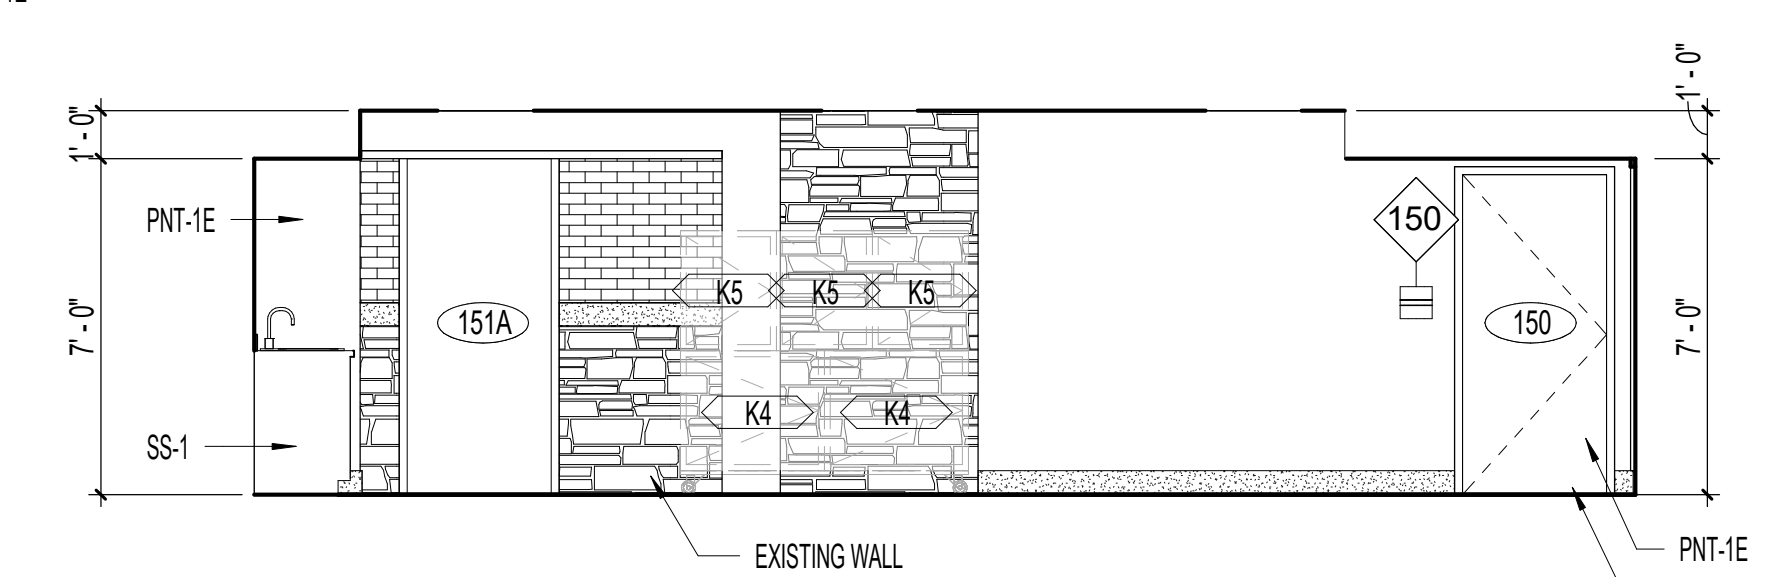 1' - 0"
1' - 0"
PNT-1E
150
K5
K5
K5
7' - 0"
151A
150
7' - 0"
K4
K4
SS-1
EXISTING WALL
PNT-1E